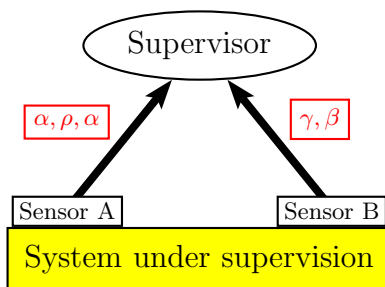 Supervisor
α, ρ, α
γ, β
Sensor A
Sensor B
System under supervision